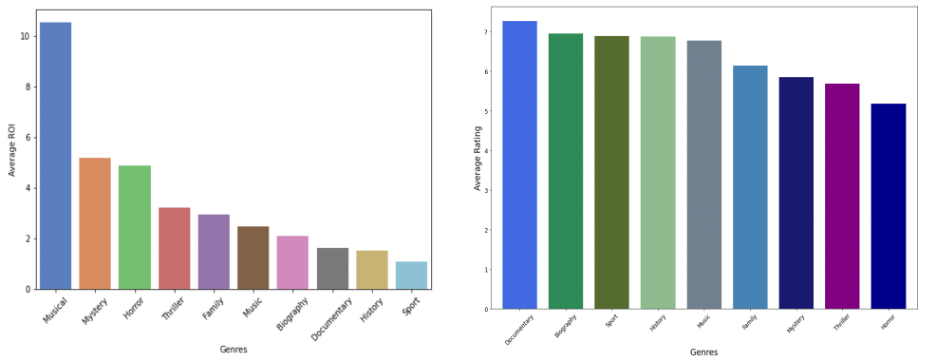 Average ROI
10
8
6
4
2
0
Musical
Mystery
Horror
Thriller
Family
Music
Biography
Documentary
History
Sport
Genres
Average Rating
7
6
5
4
3
2
1
0
Documentary
Biography
Sport
History
Music
Family
Mystery
Thriller
Horror
Genres